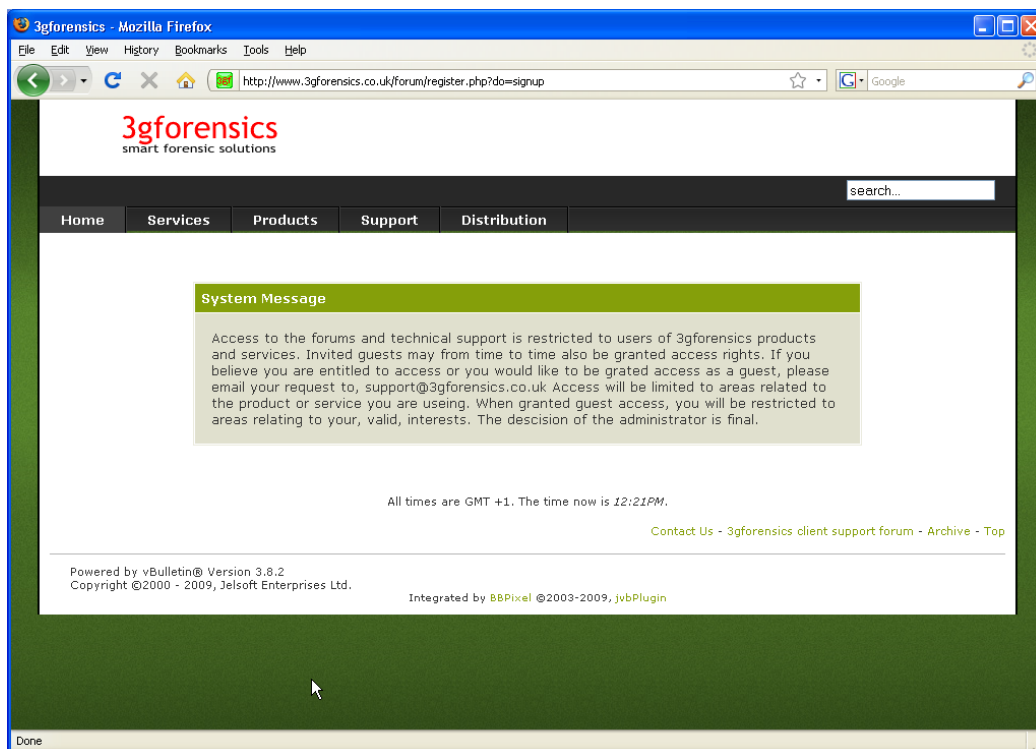 3gforensics - Mozilla Firefox
File Edit View History Bookmarks Tools Help
http://www.3gforensics.co.uk/forum/register.php?do=signup
G Google
3gforensics
smart forensic solutions
search...
Home Services Products Support Distribution
System Message
Access to the forums and technical support is restricted to users of 3gforensics products
and services. Invited guests may from time to time also be granted access rights. If you
believe you are entitled to access or you would like to be grated access as a guest, please
email your request to, support@3gforensics.co.uk Access will be limited to areas related to
the product or service you are useing. When granted guest access, you will be restricted to
areas relating to your, valid, interests. The descision of the administrator is final.
All times are GMT +1. The time now is 12:21PM.
Contact Us - 3gforensics client support forum - Archive - Top
Powered by vBulletin® Version 3.8.2
Copyright ©2000 - 2009, Jelsoft Enterprises Ltd.
Integrated by BBPixel ©2003-2009, jvbPlugin
Done